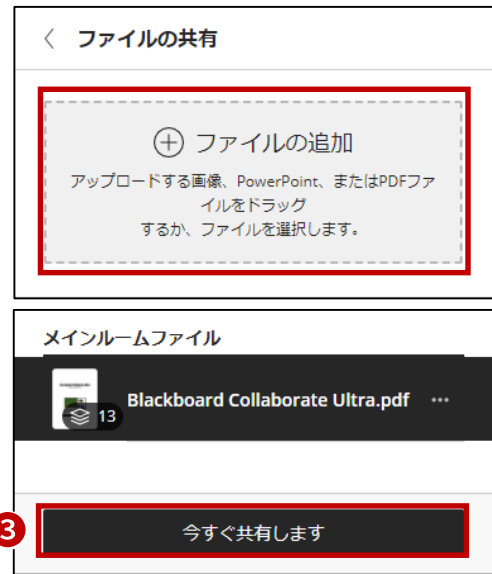 ファイルの共有
ファイルの追加
アップロードする画像、PowerPoint、またはPDFファ
イルをドラッグ
するか、ファイルを選択します。
メインルームファイル
13
Blackboard Collaborate Ultra.pdf
3
今すぐ共有します